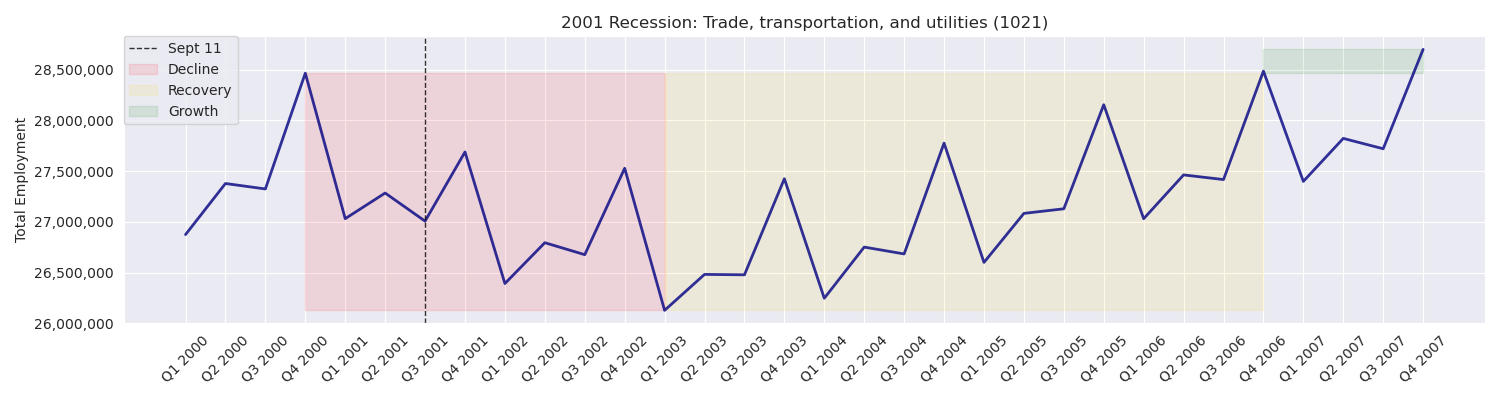 2001 Recession: Trade, transportation, and utilities (1021)
Sept 11
Decline
Recovery
Growth
Total Employment
28,500,000
28,000,000
27,500,000
27,000,000
26,500,000
26,000,000
Q1 2000
Q2 2000
Q3 2000
Q4 2000
Q1 2001
Q2 2001
Q3 2001
Q4 2001
Q1 2002
Q2 2002
Q3 2002
Q4 2002
Q1 2003
Q2 2003
Q3 2003
Q4 2003
Q1 2004
Q2 2004
Q3 2004
Q4 2004
Q1 2005
Q2 2005
Q3 2005
Q4 2005
Q1 2006
Q2 2006
Q3 2006
Q4 2006
Q1 2007
Q2 2007
Q3 2007
Q4 2007